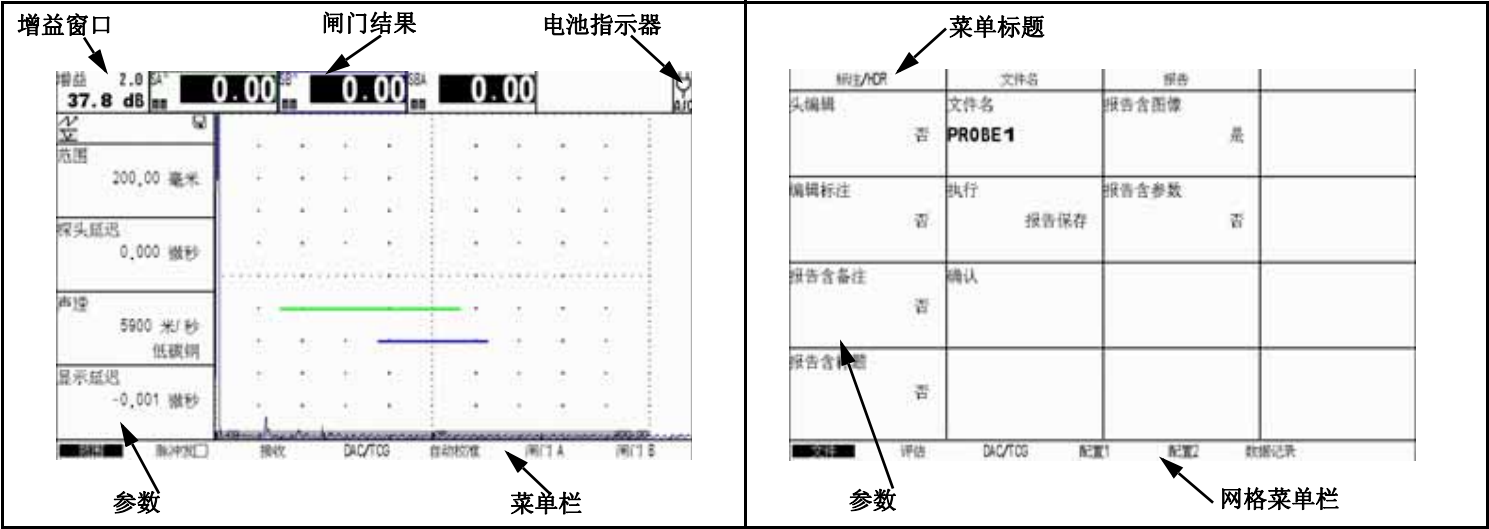 增益窗口
闸门结果
电池指示器
增益 2.0
37.8 dB
SA^ 0.00
SB^ 0.00
SBA 0.00
A/C
范围
200.00 毫米
探头延迟
0.000 微秒
声速
5900 米/秒
低碳钢
显示延迟
-0.001 微秒
接收
DAC/TCG
自动校准
闸门 A
闸门 B
参数
菜单栏
菜单标题
标注/HDR
文件名
报告
头编辑
否
文件名
PROBE1
报告含图像
是
编辑标注
否
执行
报告保存
报告含参数
否
报告含备注
否
确认
报告含标题
否
文件
评估
DAC/TCG
配置1
配置2
数据记录
参数
网格菜单栏